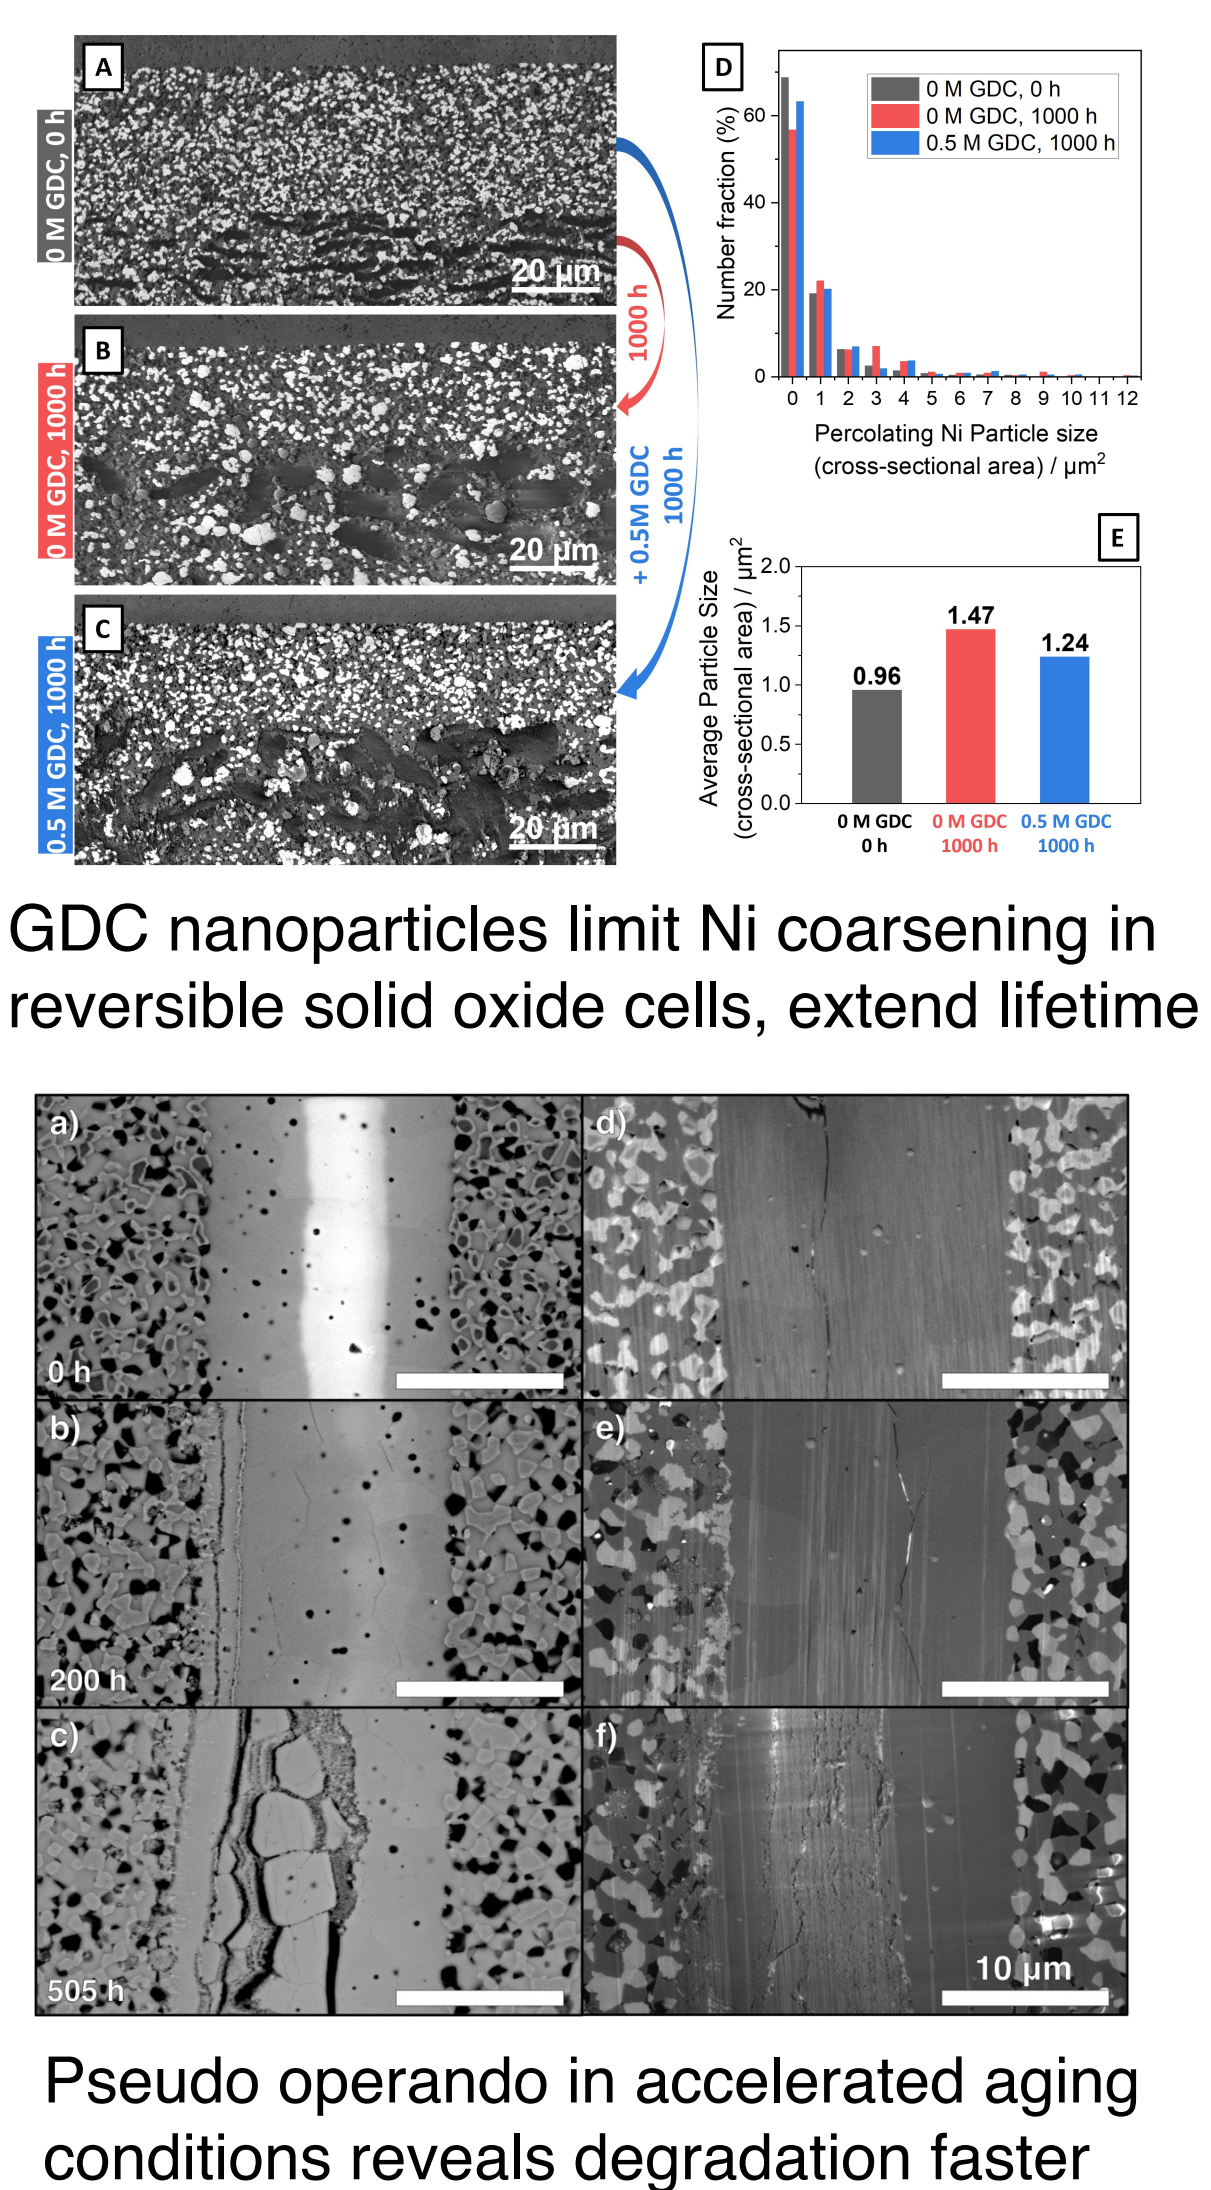 A
0 M GDC, 0 h
20 µm
B
0 M GDC, 1000 h
20 µm
C
0.5 M GDC, 1000 h
20 µm
1000 h
+ 0.5M GDC
1000 h
D
0 M GDC, 0 h
0 M GDC, 1000 h
0.5 M GDC, 1000 h
Number fraction (%)
60
40
20
0
0 1 2 3 4 5 6 7 8 9 10 11 12
Percolating Ni Particle size
(cross-sectional area) / µm²
E
Average Particle Size
(cross-sectional area) / µm²
2.0
1.5
1.0
0.5
0.0
0.96
1.47
1.24
0 M GDC 0 M GDC 0.5 M GDC
0 h 1000 h 1000 h
GDC nanoparticles limit Ni coarsening in
reversible solid oxide cells, extend lifetime
a)
0 h
d)
b)
200 h
e)
c)
505 h
f)
10 µm
Pseudo operando in accelerated aging
conditions reveals degradation faster